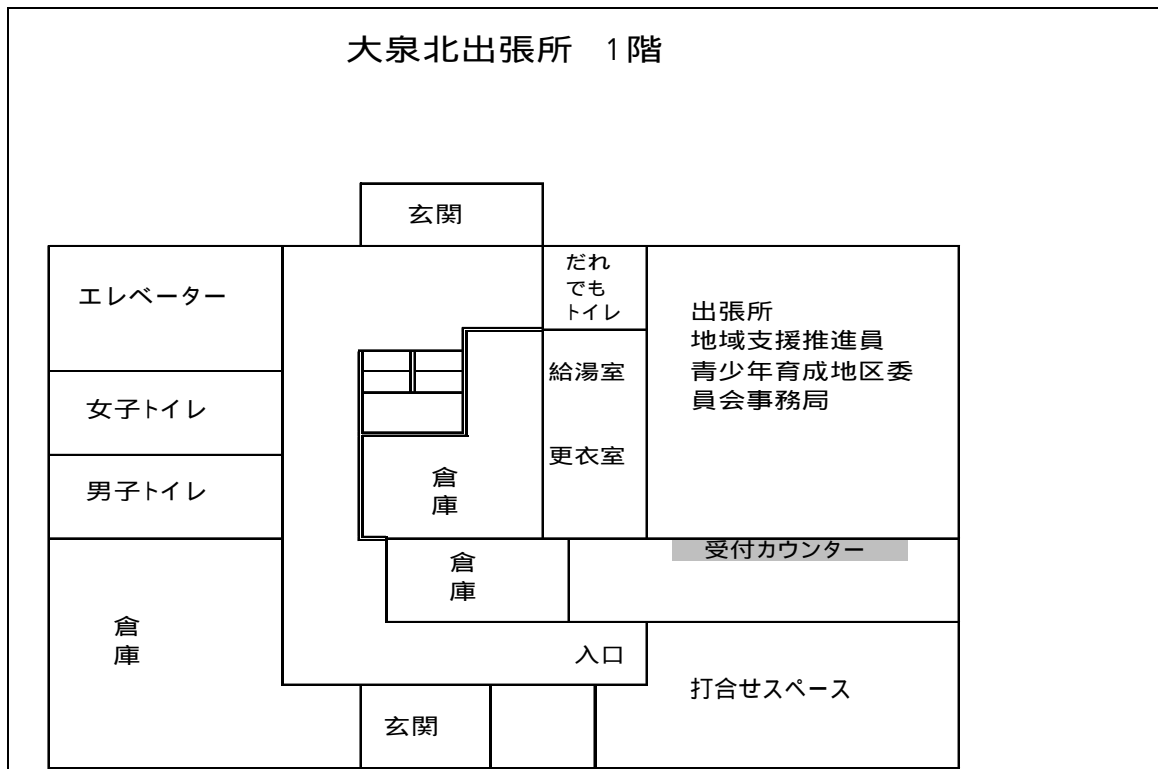 大泉北出張所 1階
玄関
エレベーター
だれ
でも
トイレ
出張所
地域支援推進員
青少年育成地区委
員会事務局
給湯室
女子トイレ
更衣室
男子トイレ
倉
庫
受付カウンター
倉
庫
倉
庫
入口
打合せスペース
玄関